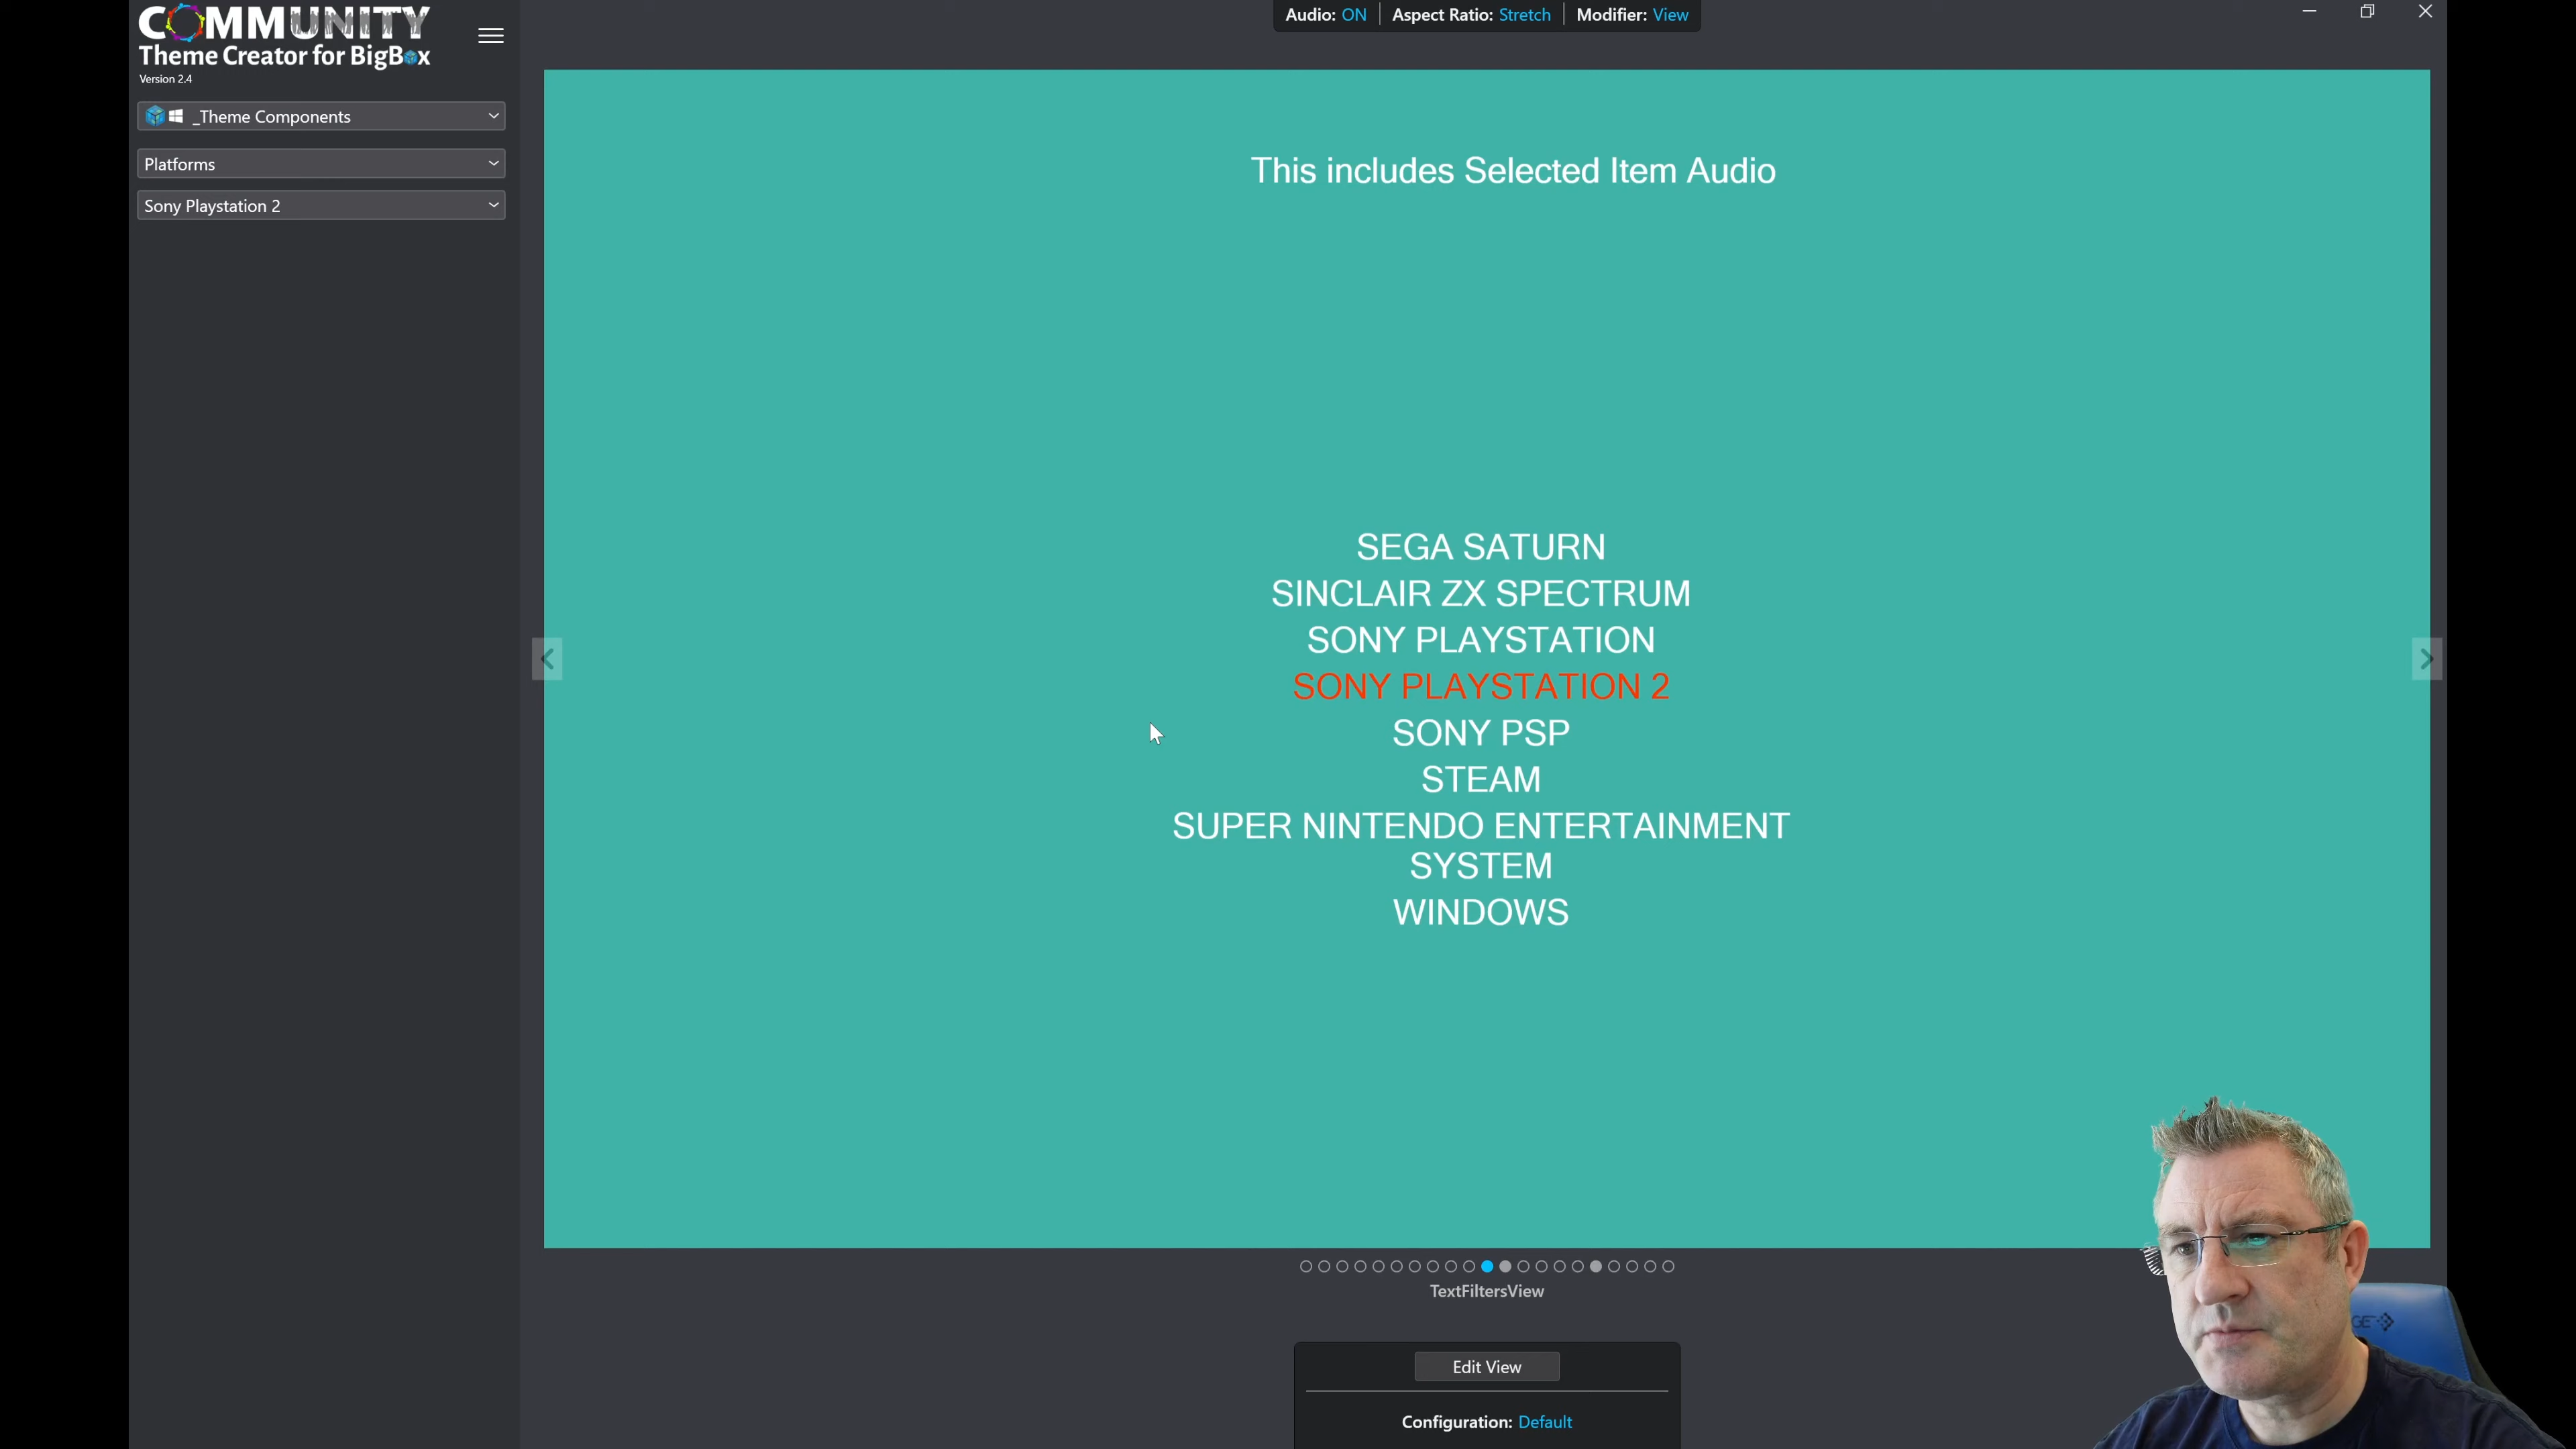 COMMUNITY
Theme Creator for BigBox
Version 2.4
_Theme Components
Platforms
Sony Playstation 2
Audio: ON
Aspect Ratio: Stretch
Modifier: View
This includes Selected Item Audio
SEGA SATURN
SINCLAIR ZX SPECTRUM
SONY PLAYSTATION
SONY PLAYSTATION 2
SONY PSP
STEAM
SUPER NINTENDO ENTERTAINMENT
SYSTEM
WINDOWS
TextFiltersView
Edit View
Configuration: Default